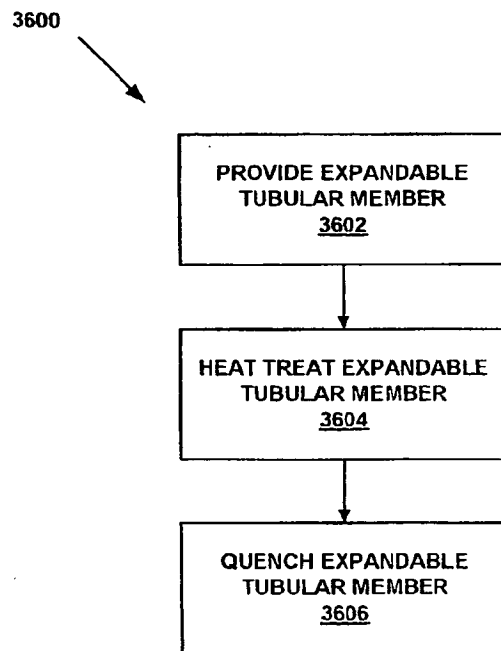 3600
PROVIDE EXPANDABLE
TUBULAR MEMBER
3602
HEAT TREAT EXPANDABLE
TUBULAR MEMBER
3604
QUENCH EXPANDABLE
TUBULAR MEMBER
3606